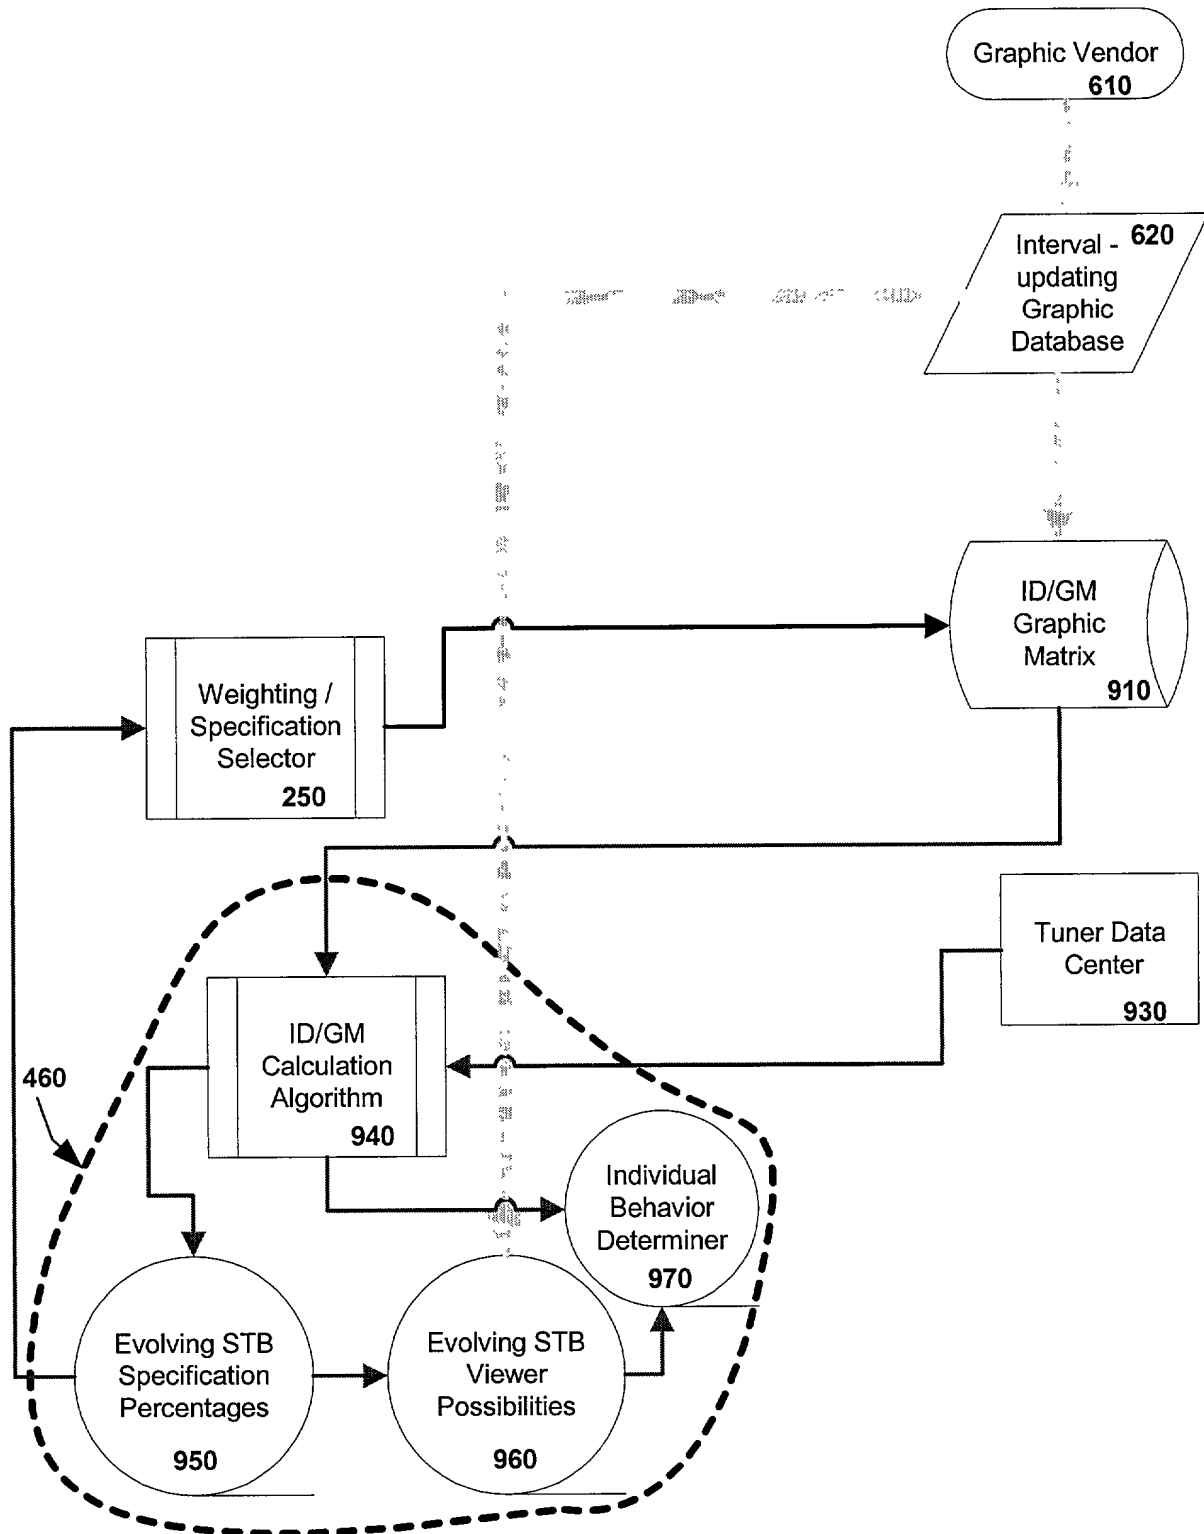 Graphic Vendor
610
Interval - 620
updating
Graphic
Database
ID/GM
Graphic
Matrix
910
Weighting /
Specification
Selector
250
Tuner Data
Center
930
ID/GM
Calculation
Algorithm
940
460
Individual
Behavior
Determiner
970
Evolving STB
Specification
Percentages
950
Evolving STB
Viewer
Possibilities
960